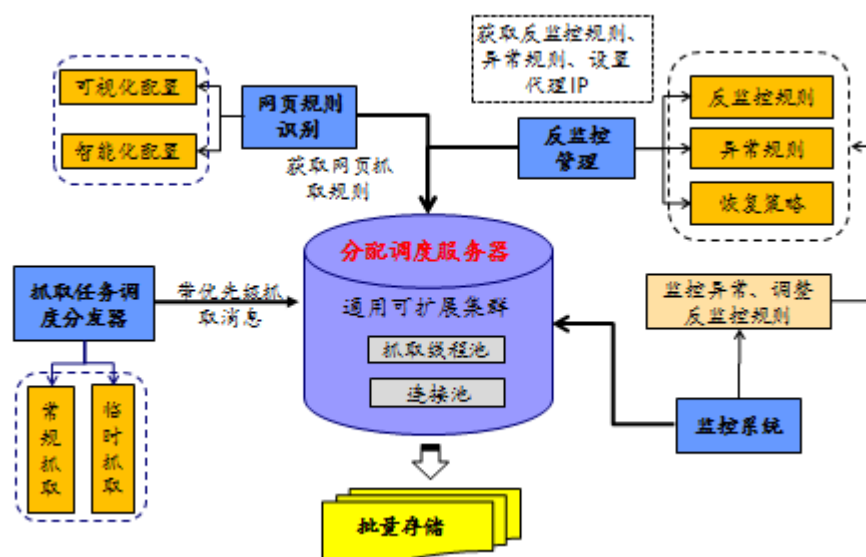 获取反监控规则、
异常规则、设置
代理IP
可视化配置
智能化配置
网页规则
识别
反监控
管理
反监控规则
异常规则
恢复策略
获取网页抓
取规则
分配调度服务器
通用可扩展集群
抓取线程池
连接池
抓取任务调
度分发器
带优先级抓
取消息
常规抓取
临时抓取
监控异常、调整
反监控规则
监控系统
批量存储